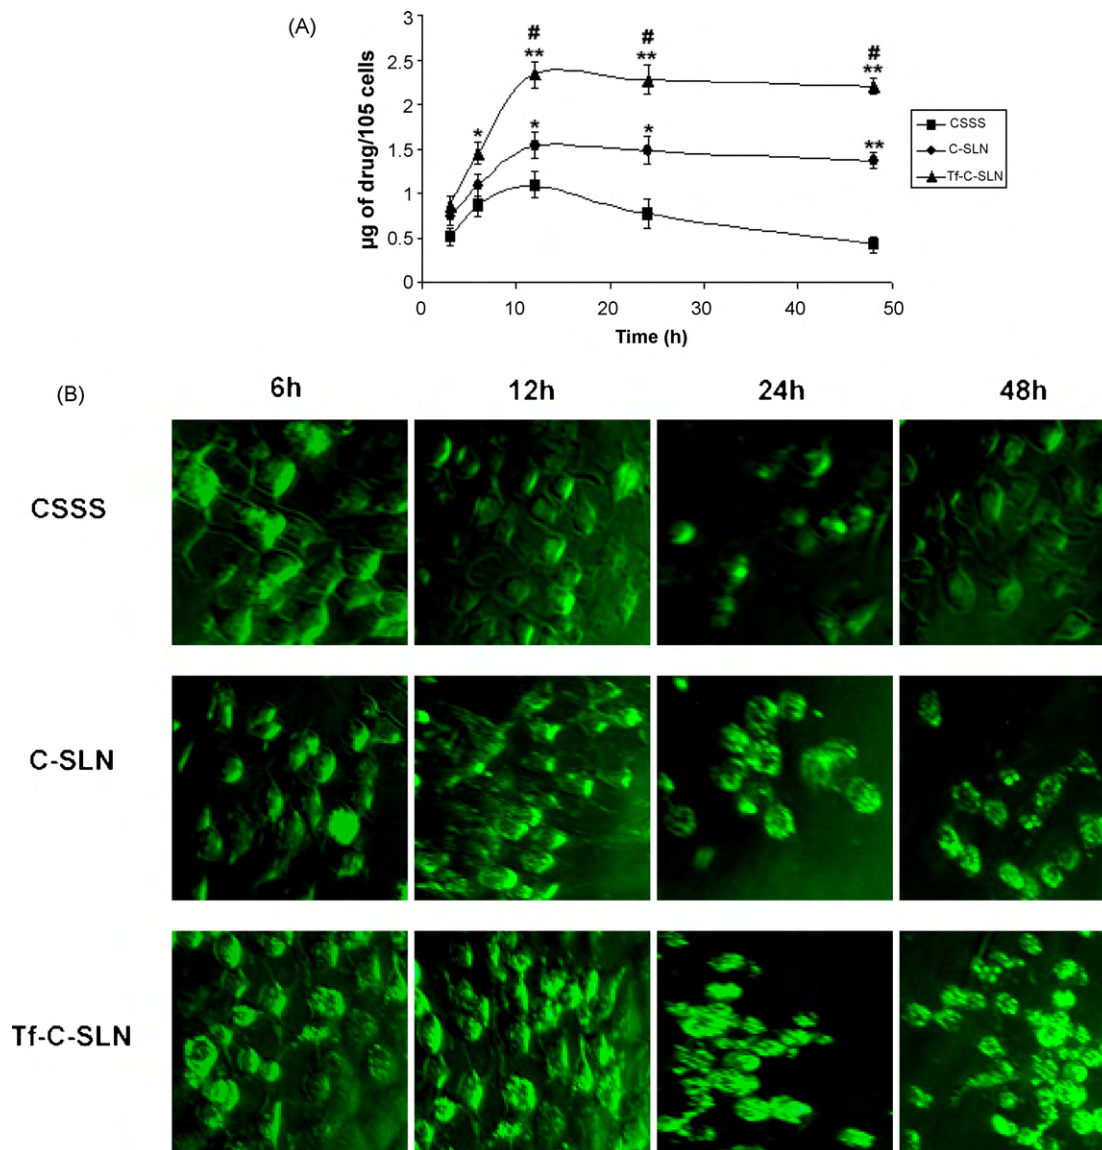 (A)
µg of drug/105 cells
3
2.5
2
1.5
1
0.5
0
# # #
** ** **
* * * **
0 10 20 30 40 50
Time (h)
CSSS
C-SLN
Tf-C-SLN
(B)
6h 12h 24h 48h
CSSS
C-SLN
Tf-C-SLN